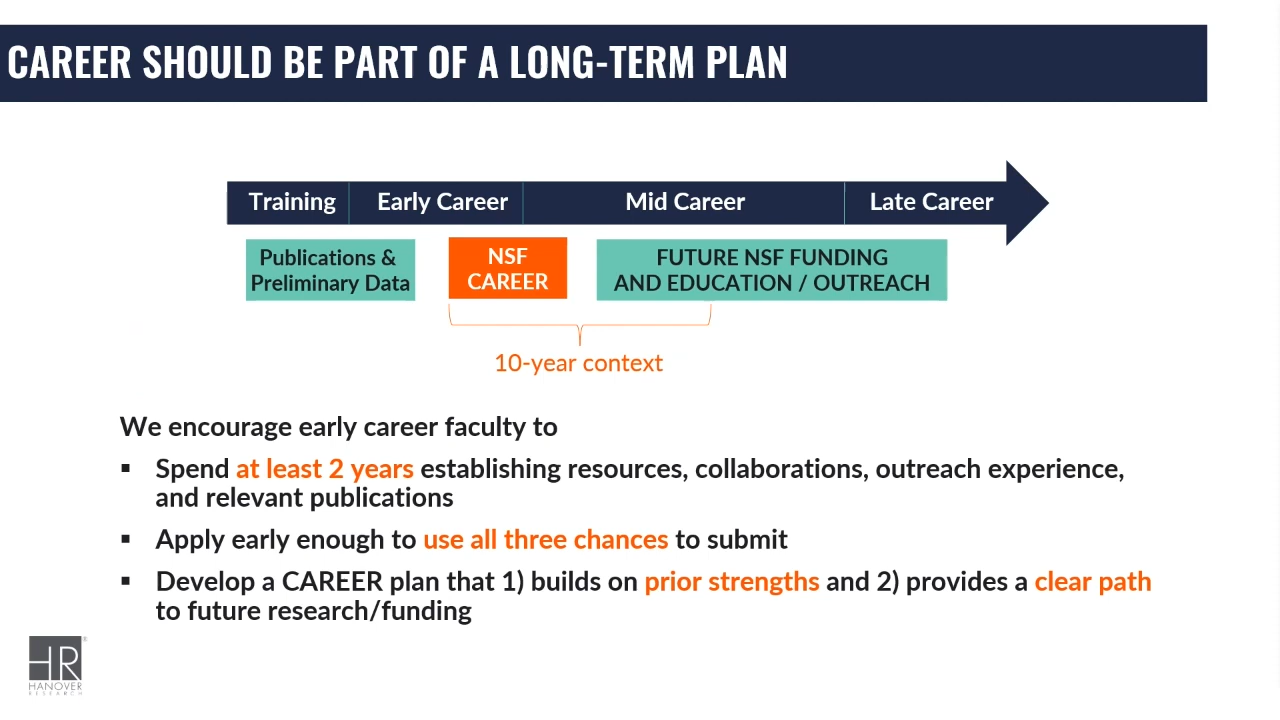 CAREER SHOULD BE PART OF A LONG-TERM PLAN
Training Early Career Mid Career Late Career
Publications &
Preliminary Data
NSF
CAREER
FUTURE NSF FUNDING
AND EDUCATION / OUTREACH
10-year context
We encourage early career faculty to
▪ Spend at least 2 years establishing resources, collaborations, outreach experience,
and relevant publications
▪ Apply early enough to use all three chances to submit
▪ Develop a CAREER plan that 1) builds on prior strengths and 2) provides a clear path
to future research/funding
HR®
HANOVER
RESEARCH